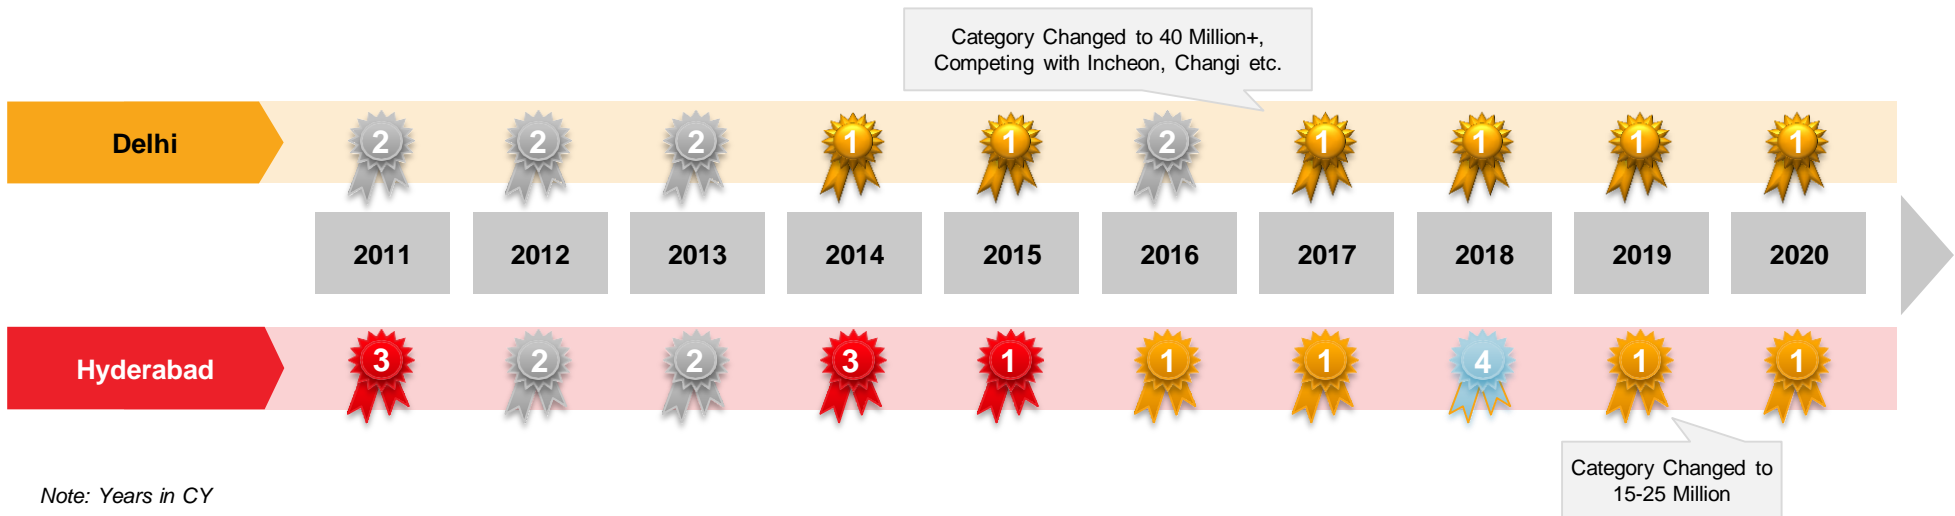 Category Changed to 40 Million+,
Competing with Incheon, Changi etc.
Delhi
2 2 2 1 1 2 1 1 1 1
2011 2012 2013 2014 2015 2016 2017 2018 2019 2020
Hyderabad
3 2 2 3 1 1 1 4 1 1
Category Changed to
15-25 Million
Note: Years in CY